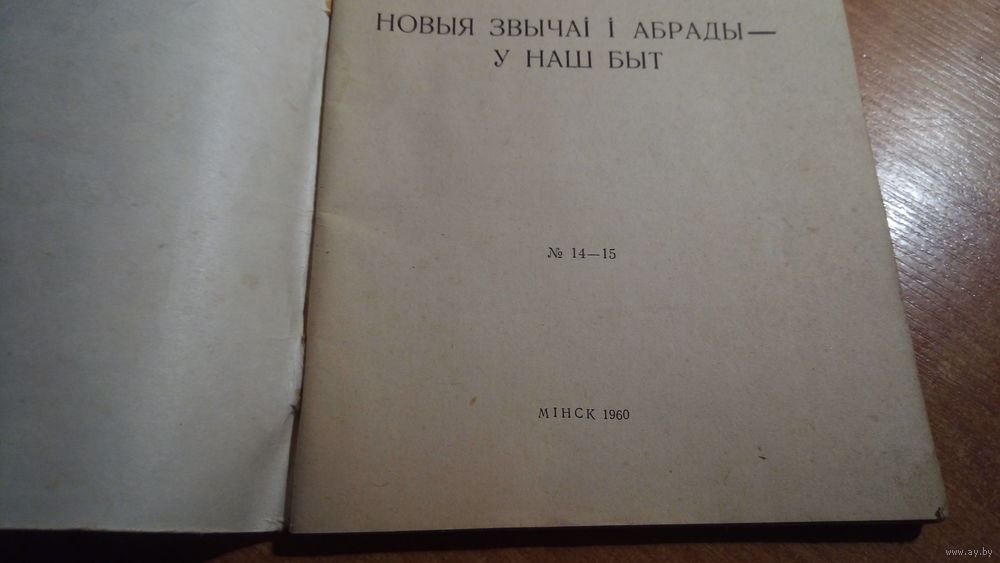 НОВЫЯ ЗВЫЧАІ І АБРАДЫ—
У НАШ БЫТ
№ 14—15
МІНСК 1960
www.ay.by